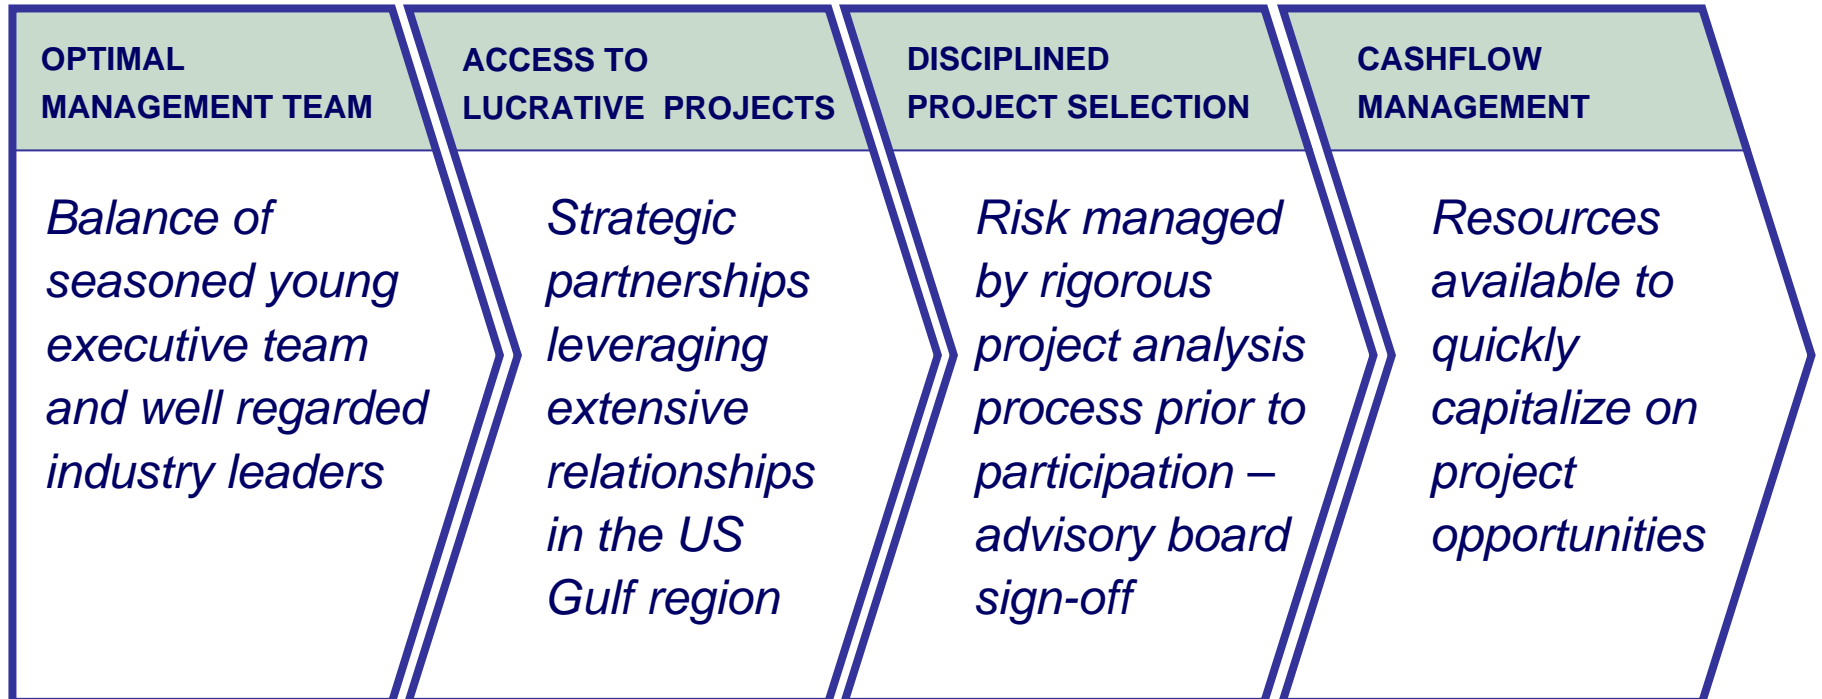 OPTIMAL
MANAGEMENT TEAM
Balance of
seasoned young
executive team
and well regarded
industry leaders
ACCESS TO
LUCRATIVE PROJECTS
Strategic
partnerships
leveraging
extensive
relationships
in the US
Gulf region
DISCIPLINED
PROJECT SELECTION
Risk managed
by rigorous
project analysis
process prior to
participation –
advisory board
sign-off
CASHFLOW
MANAGEMENT
Resources
available to
quickly
capitalize on
project
opportunities